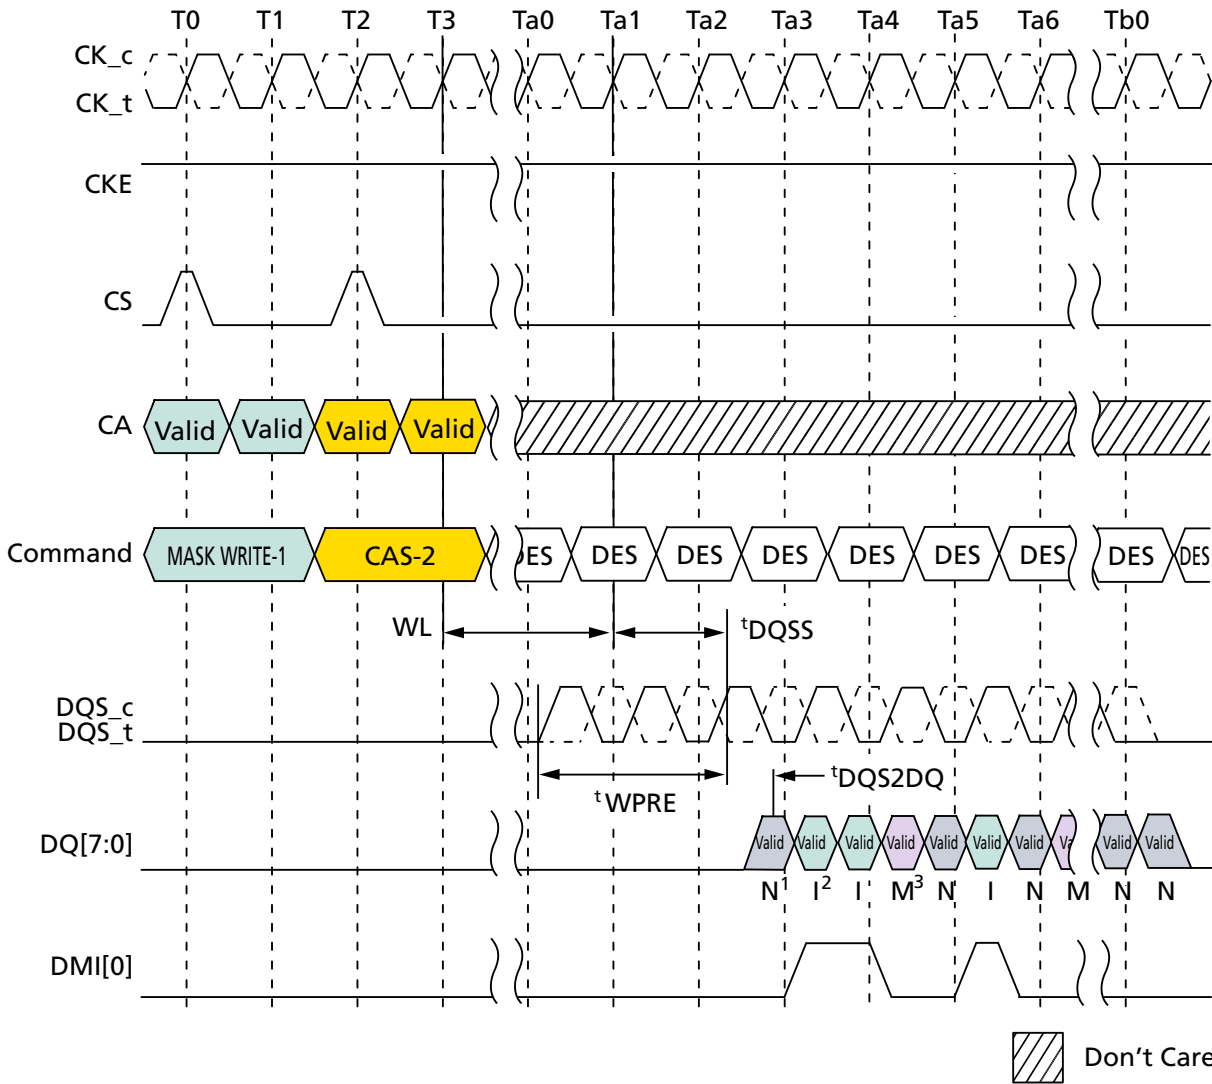 T0 T1 T2 T3 Ta0 Ta1 Ta2 Ta3 Ta4 Ta5 Ta6 Tb0
CK_c
CK_t
CKE
CS
CA Valid Valid Valid Valid
Command MASK WRITE-1 CAS-2 DES DES DES DES DES DES DES DES DES
WL tDQSS
DQS_c
DQS_t
tDQS2DQ
tWPRE
DQ[7:0] Valid Valid Valid Valid Valid Valid Valid Va Valid Valid
N1 I2 I M3 N I N M N N
DMI[0]
Don't Care